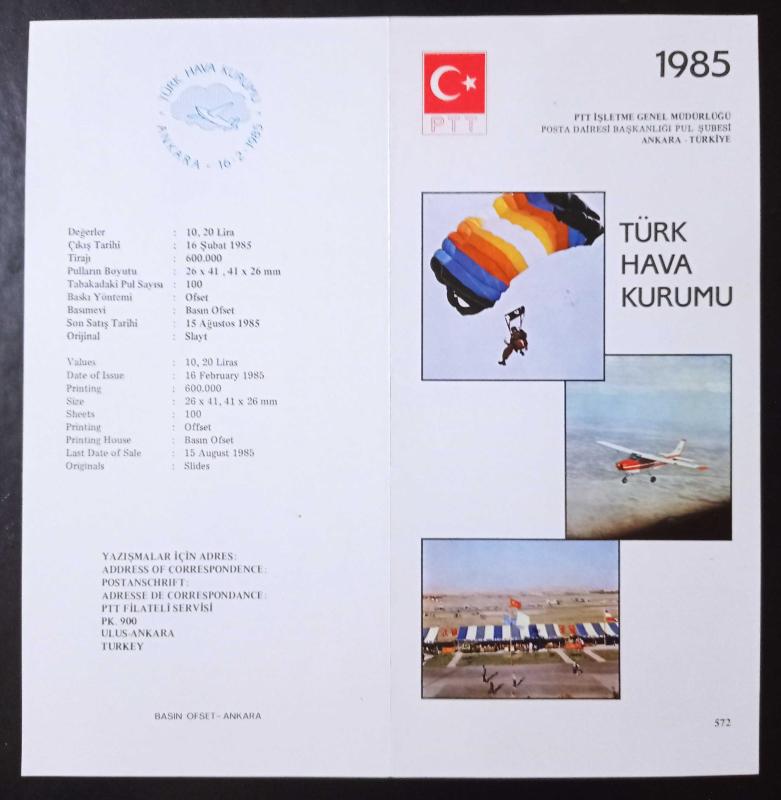 TÜRK HAVA KURUMU
ANKARA - 16-2-1985
Değerler : 10, 20 Lira
Çıkış Tarihi : 16 Şubat 1985
Tirajı : 600.000
Pulların Boyutu : 26 x 41 , 41 x 26 mm
Tabakadaki Pul Sayısı : 100
Baskı Yöntemi : Ofset
Basımevi : Basın Ofset
Son Satış Tarihi : 15 Ağustos 1985
Orijinal : Slayt
Values : 10, 20 Liras
Date of Issue : 16 February 1985
Printing : 600.000
Size : 26 x 41, 41 x 26 mm
Sheets : 100
Printing : Offset
Printing House : Basın Ofset
Last Date of Sale : 15 August 1985
Originals : Slides
YAZIŞMALAR İÇİN ADRES:
ADDRESS OF CORRESPONDENCE:
POSTANSCHRIFT:
ADRESSE DE CORRESPONDANCE:
PTT FİLATELİ SERVİSİ
PK. 900
ULUS-ANKARA
TURKEY
BASIN OFSET-ANKARA
PTT
1985
PTT İŞLETME GENEL MÜDÜRLÜĞÜ
POSTA DAİRESİ BAŞKANLIĞI PUL ŞUBESİ
ANKARA - TÜRKİYE
TÜRK
HAVA
KURUMU
572